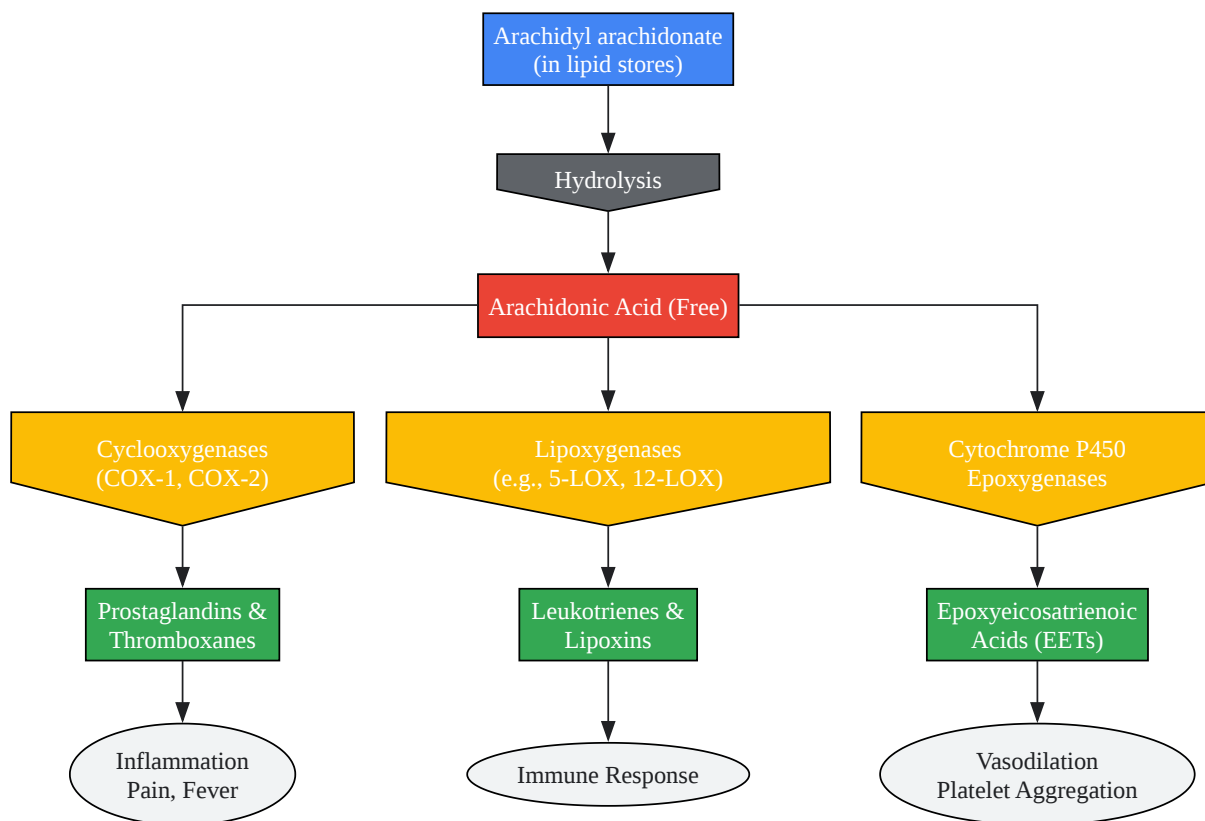 Arachidyl arachidonate
(in lipid stores)
Hydrolysis
Arachidonic Acid (Free)
Cyclooxygenases
(COX-1, COX-2)
Lipoxygenases
(e.g., 5-LOX, 12-LOX)
Cytochrome P450
Epoxygenases
Prostaglandins &
Thromboxanes
Leukotrienes &
Lipoxins
Epoxyeicosatrienoic
Acids (EETs)
Inflammation
Pain, Fever
Immune Response
Vasodilation
Platelet Aggregation